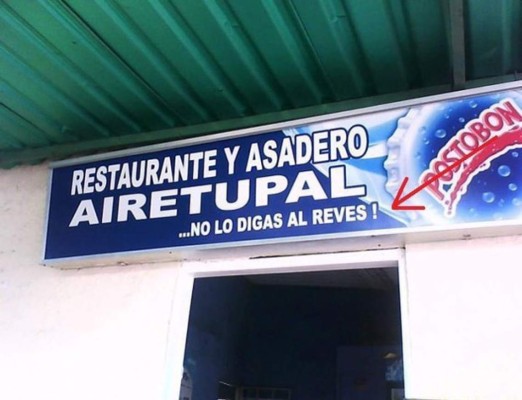 RESTAURANTE Y ASADERO
AIRETUPAL
...NO LO DIGAS AL REVES !
POSTOBON